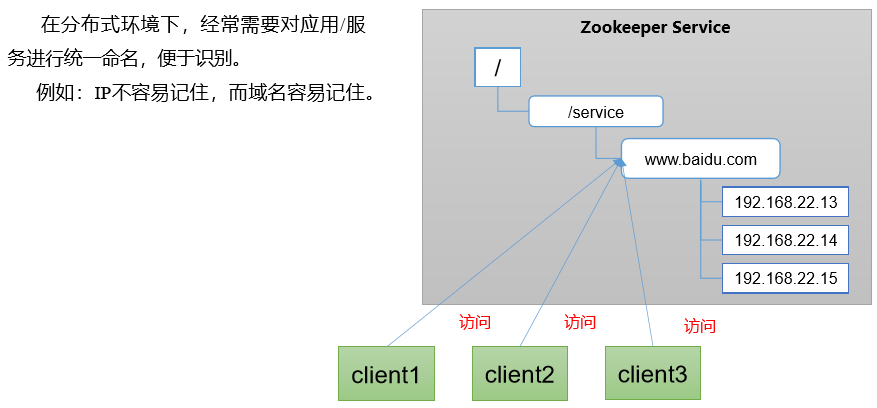 在分布式环境下，经常需要对应用/服
务进行统一命名，便于识别。
例如：IP不容易记住，而域名容易记住。
Zookeeper Service
/
/service
www.baidu.com
192.168.22.13
192.168.22.14
192.168.22.15
访问
访问
访问
client1
client2
client3